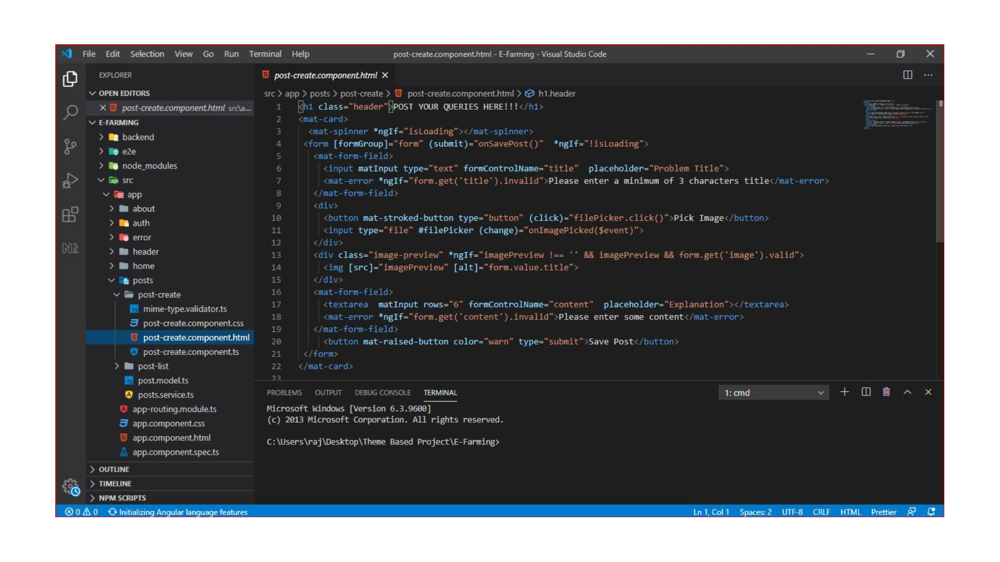 File Edit Selection View Go Run Terminal Help
post-create.component.html - E-Farming - Visual Studio Code
EXPLORER
OPEN EDITORS
post-create.component.html src\a...
E-FARMING
backend
e2e
node_modules
src
app
about
auth
error
header
home
posts
post-create
mime-type.validator.ts
post-create.component.css
post-create.component.html
post-create.component.ts
post-list
post.model.ts
posts.service.ts
app-routing.module.ts
app.component.css
app.component.html
app.component.spec.ts
OUTLINE
TIMELINE
NPM SCRIPTS
post-create.component.html
src > app > posts > post-create > post-create.component.html > h1.header
1 <h1 class="header">POST YOUR QUERIES HERE!!!</h1>
2 <mat-card>
3 <mat-spinner *ngIf="isLoading"></mat-spinner>
4 <form [formGroup]="form" (submit)="onSavePost()" *ngIf="!isLoading">
5 <mat-form-field>
6 <input matInput type="text" formControlName="title" placeholder="Problem Title">
7 <mat-error *ngIf="form.get('title').invalid">Please enter a minimum of 3 characters title</mat-error>
8 </mat-form-field>
9 <div>
10 <button mat-stroked-button type="button" (click)="filePicker.click()">Pick Image</button>
11 <input type="file" #filePicker (change)="onImagePicked($event)">
12 </div>
13 <div class="image-preview" *ngIf="imagePreview !== '' && imagePreview && form.get('image').valid">
14 <img [src]="imagePreview" [alt]="form.value.title">
15 </div>
16 <mat-form-field>
17 <textarea matInput rows="6" formControlName="content" placeholder="Explanation"></textarea>
18 <mat-error *ngIf="form.get('content').invalid">Please enter some content</mat-error>
19 </mat-form-field>
20 <button mat-raised-button color="warn" type="submit">Save Post</button>
21 </form>
22 </mat-card>
23
PROBLEMS OUTPUT DEBUG CONSOLE TERMINAL 1: cmd
Microsoft Windows [Version 6.3.9600]
(c) 2013 Microsoft Corporation. All rights reserved.
C:\Users\raj\Desktop\Theme Based Project\E-Farming>
0 0 Initializing Angular language features Ln 1, Col 1 Spaces: 2 UTF-8 CRLF HTML Prettier